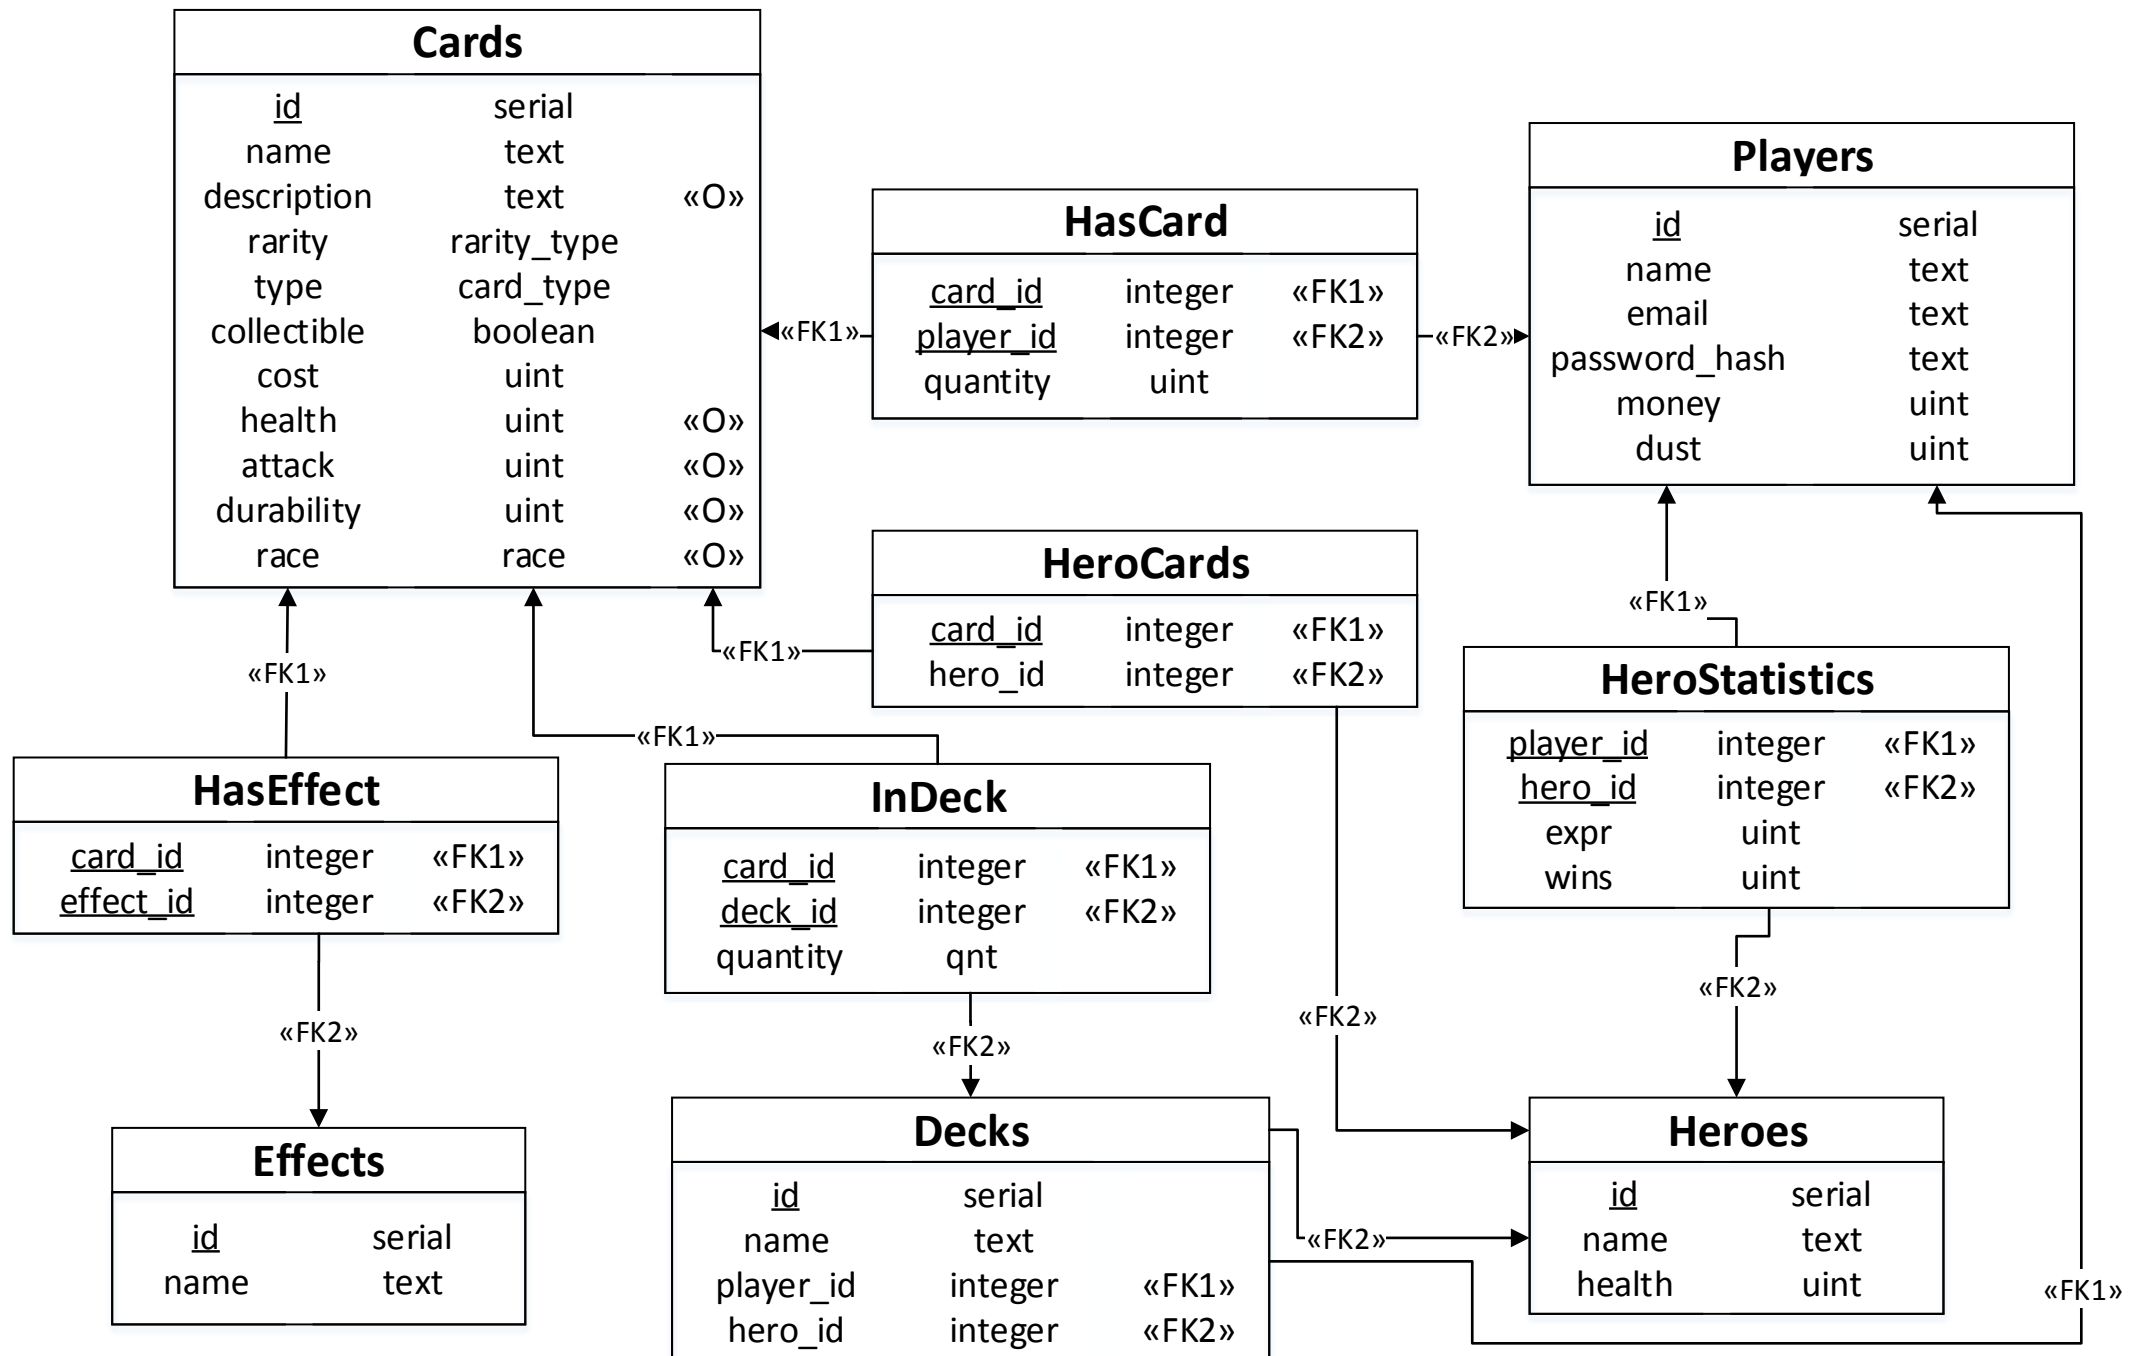 Cards
id serial
name text
description text «O»
rarity rarity_type
type card_type
collectible boolean
cost uint
health uint «O»
attack uint «O»
durability uint «O»
race race «O»
Players
id serial
name text
email text
password_hash text
money uint
dust uint
HasCard
card_id integer «FK1»
player_id integer «FK2»
quantity uint
«FK1»
«FK2»
HeroCards
card_id integer «FK1»
hero_id integer «FK2»
«FK1»
«FK1»
«FK1»
«FK1»
HeroStatistics
player_id integer «FK1»
hero_id integer «FK2»
expr uint
wins uint
HasEffect
card_id integer «FK1»
effect_id integer «FK2»
InDeck
card_id integer «FK1»
deck_id integer «FK2»
quantity qnt
«FK2»
«FK2»
«FK2»
«FK2»
Effects
id serial
name text
Decks
id serial
name text
player_id integer «FK1»
hero_id integer «FK2»
«FK2»
Heroes
id serial
name text
health uint
«FK1»